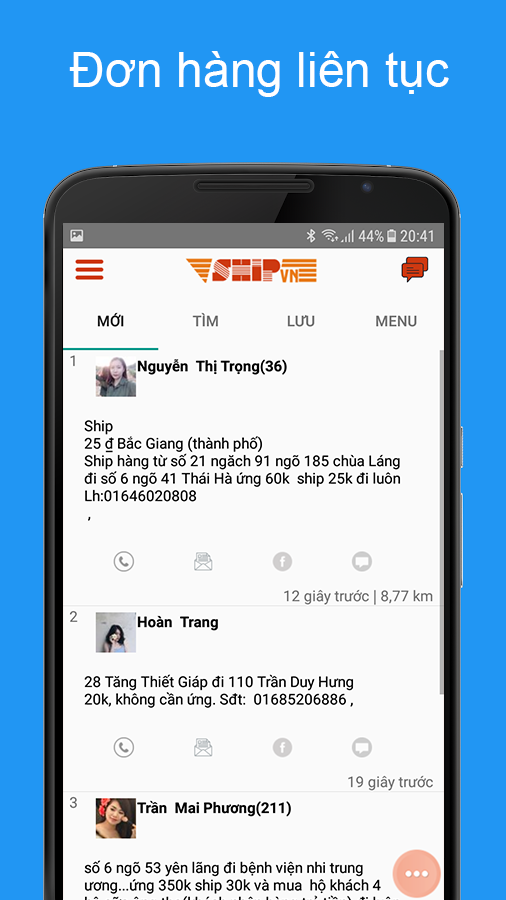 Đơn hàng liên tục
44% 20:41
SHIP VN
MỚI TÌM LƯU MENU
1 Nguyễn Thị Trọng(36)
Ship
25 ₫ Bắc Giang (thành phố)
Ship hàng từ số 21 ngăch 91 ngõ 185 chùa Láng
đi số 6 ngõ 41 Thái Hà ứng 60k ship 25k đi luôn
Lh:01646020808
,
12 giây trước | 8,77 km
2 Hoàn Trang
28 Tăng Thiết Giáp đi 110 Trần Duy Hưng
20k, không cần ứng. Sđt: 01685206886 ,
19 giây trước
3 Trần Mai Phương(211)
số 6 ngõ 53 yên lãng đi bệnh viện nhi trung
ương...ứng 350k ship 30k và mua hộ khách 4